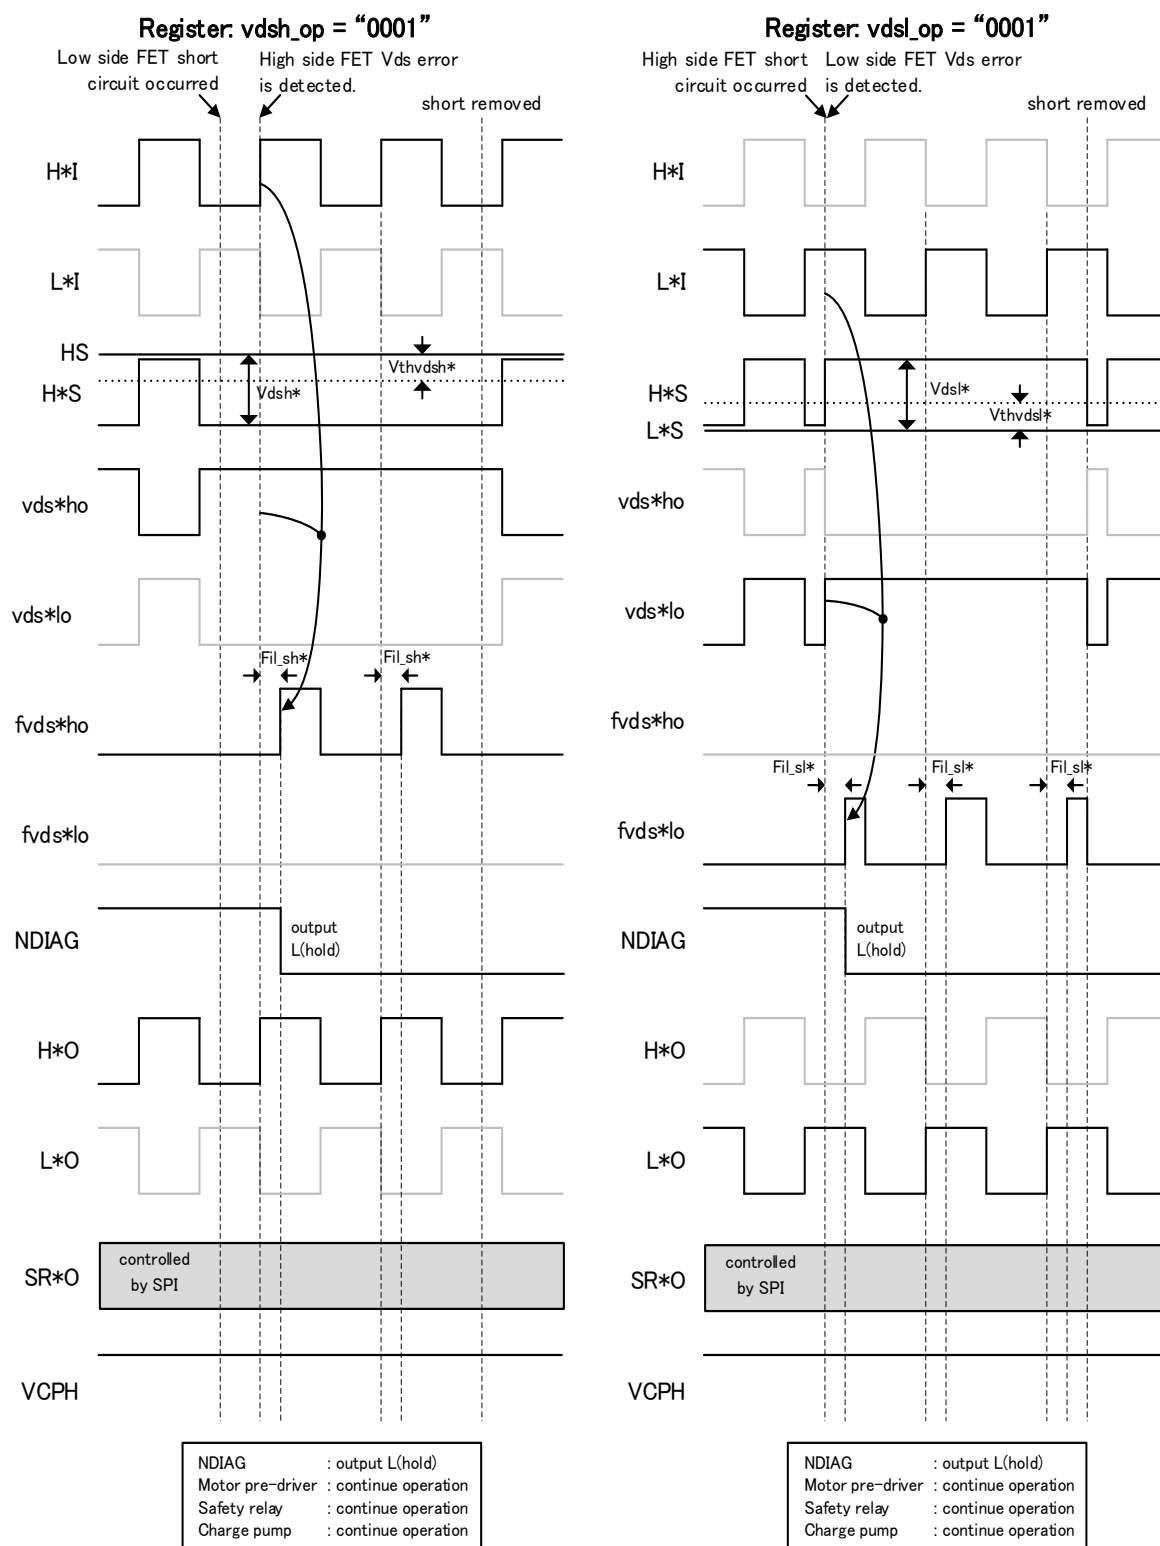 Register: vdsh_op = “0001”
Low side FET short
circuit occurred
High side FET Vds error
is detected.
short removed
H*I
L*I
HS
Vthvdsh*
H*S
Vdsh*
vds*ho
vds*lo
Fil_sh*
Fil_sh*
fvds*ho
fvds*lo
NDIAG
output
L(hold)
H*O
L*O
SR*O
controlled
by SPI
VCPH
NDIAG : output L(hold)
Motor pre-driver : continue operation
Safety relay : continue operation
Charge pump : continue operation
Register: vdsl_op = “0001”
High side FET short
circuit occurred
Low side FET Vds error
is detected.
short removed
H*I
L*I
H*S
Vdsl*
Vthvdsl*
L*S
vds*ho
vds*lo
fvds*ho
Fil_sl*
Fil_sl*
Fil_sl*
fvds*lo
NDIAG
output
L(hold)
H*O
L*O
SR*O
controlled
by SPI
VCPH
NDIAG : output L(hold)
Motor pre-driver : continue operation
Safety relay : continue operation
Charge pump : continue operation